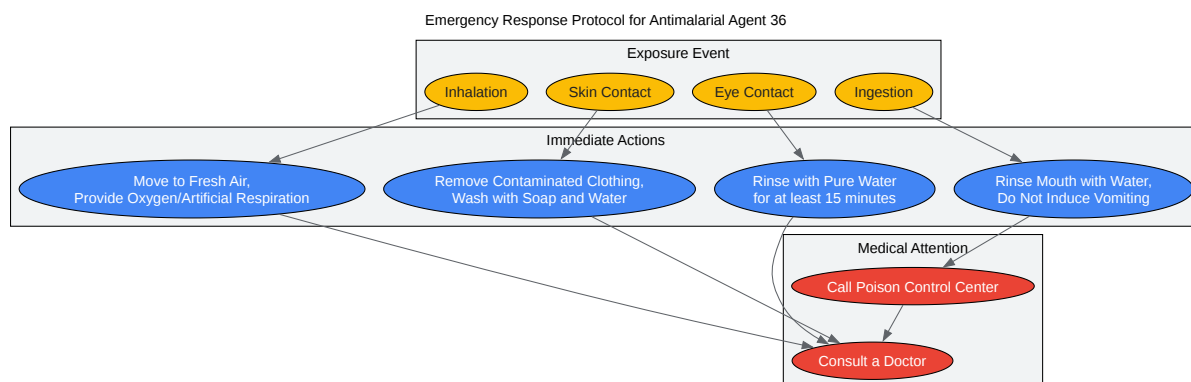 Emergency Response Protocol for Antimalarial Agent 36
Exposure Event
Inhalation
Skin Contact
Eye Contact
Ingestion
Immediate Actions
Move to Fresh Air,
Provide Oxygen/Artificial Respiration
Remove Contaminated Clothing,
Wash with Soap and Water
Rinse with Pure Water
for at least 15 minutes
Rinse Mouth with Water,
Do Not Induce Vomiting
Medical Attention
Call Poison Control Center
Consult a Doctor